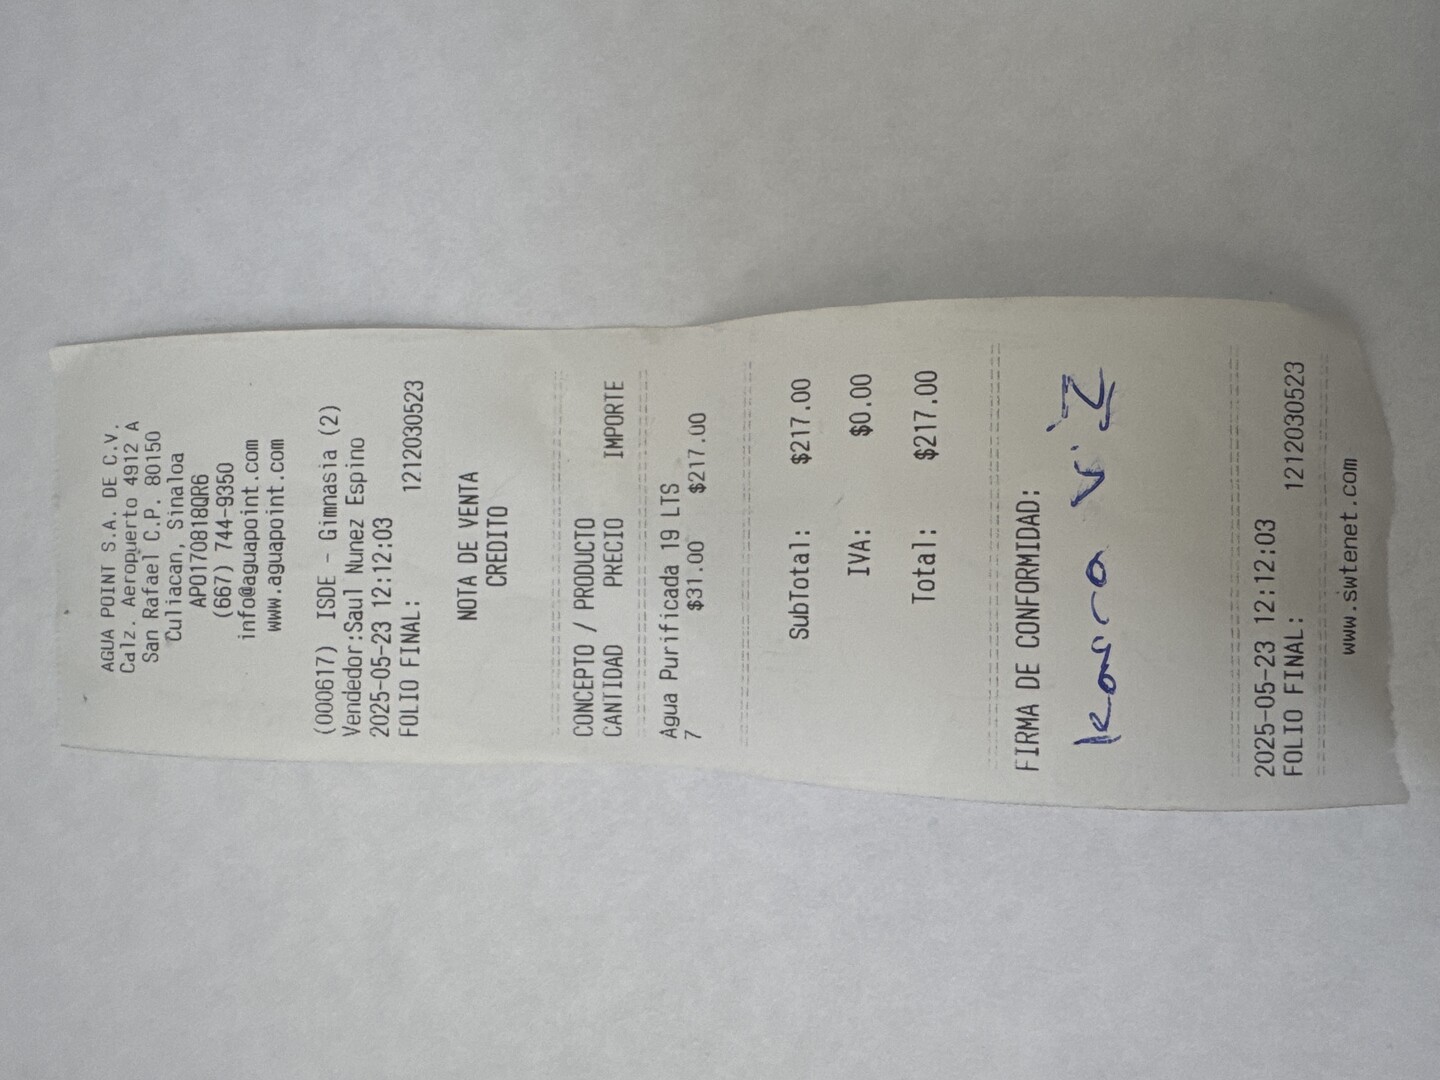 AGUA POINT S.A. DE C.V.
Calz. Aeropuerto 4912 A
San Rafael C.P. 80150
Culiacan, Sinaloa
APO170818QR6
(667) 744-9350
info@aguapoint.com
www.aguapoint.com
(000617) ISDE - Gimnasia (2)
Vendedor:Saul Nunez Espino
2025-05-23 12:12:03
FOLIO FINAL: 1212030523
NOTA DE VENTA
CREDITO
CONCEPTO / PRODUCTO
CANTIDAD PRECIO IMPORTE
Agua Purificada 19 LTS
7 $31.00 $217.00
SubTotal: $217.00
IVA: $0.00
Total: $217.00
FIRMA DE CONFORMIDAD:
2025-05-23 12:12:03
FOLIO FINAL: 1212030523
www.swtenet.com